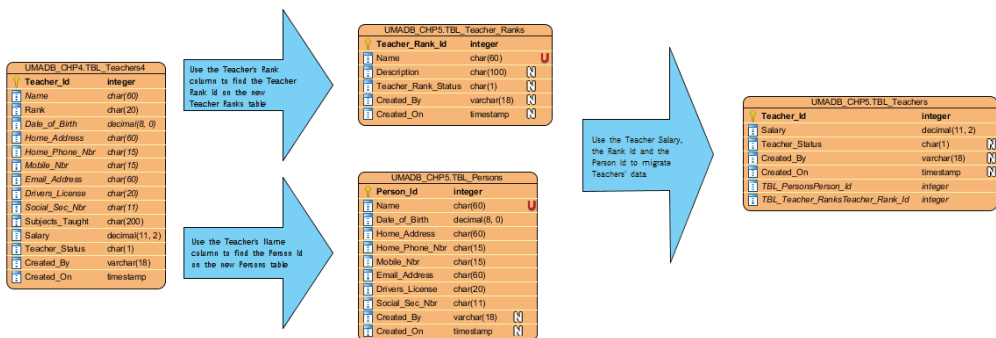 UMADB_CHP4.TBL_Teachers4
Teacher_Id integer
Name char(60)
Rank char(20)
Date_of_Birth decimal(8, 0)
Home_Address char(60)
Home_Phone_Nbr char(15)
Mobile_Nbr char(15)
Email_Address char(60)
Drivers_License char(20)
Social_Sec_Nbr char(11)
Subjects_Taught char(200)
Salary decimal(11, 2)
Teacher_Status char(1)
Created_By varchar(18)
Created_On timestamp
Use the Teacher's Rank
column to find the Teacher
Rank Id on the new
Teacher Ranks table
Use the Teacher's Name
column to find the Person Id
on the new Persons table
UMADB_CHP5.TBL_Teacher_Ranks
Teacher_Rank_Id integer
Name char(60) U
Description char(100) N
Teacher_Rank_Status char(1) N
Created_By varchar(18) N
Created_On timestamp N
UMADB_CHP5.TBL_Persons
Person_Id integer
Name char(60) U
Date_of_Birth decimal(8, 0)
Home_Address char(60)
Home_Phone_Nbr char(15)
Mobile_Nbr char(15)
Email_Address char(60)
Drivers_License char(20)
Social_Sec_Nbr char(11)
Created_By varchar(18) N
Created_On timestamp N
Use the Teacher Salary,
the Rank Id and the
Person Id to migrate
Teachers' data
UMADB_CHP5.TBL_Teachers
Teacher_Id integer
Salary decimal(11, 2)
Teacher_Status char(1) N
Created_By varchar(18) N
Created_On timestamp N
TBL_PersonsPerson_Id integer
TBL_Teacher_RanksTeacher_Rank_Id integer